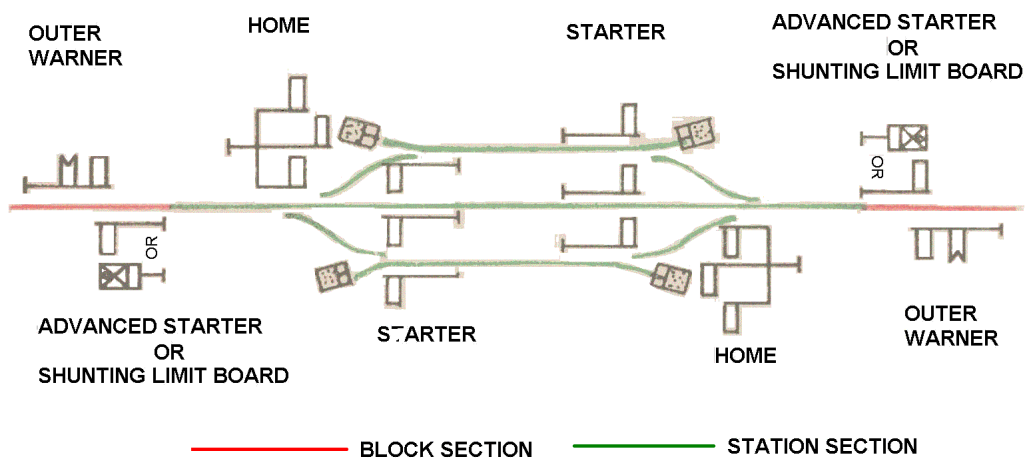 OUTER
WARNER
HOME
STARTER
ADVANCED STARTER
OR
SHUNTING LIMIT BOARD
OR
OR
ADVANCED STARTER
OR
SHUNTING LIMIT BOARD
STARTER
HOME
OUTER
WARNER
BLOCK SECTION
STATION SECTION